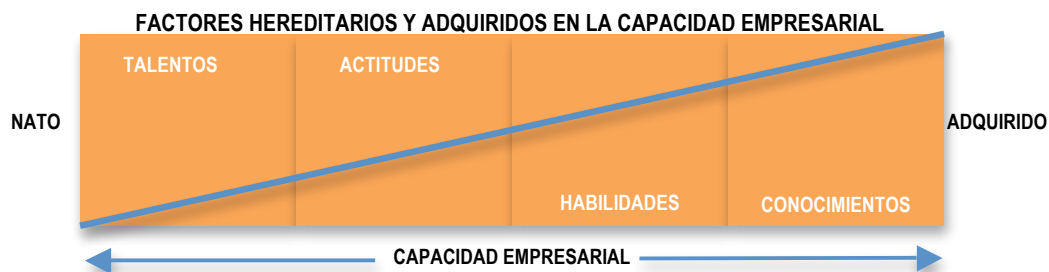 FACTORES HEREDITARIOS Y ADQUIRIDOS EN LA CAPACIDAD EMPRESARIAL
TALENTOS
ACTITUDES
NATO
ADQUIRIDO
HABILIDADES
CONOCIMIENTOS
CAPACIDAD EMPRESARIAL